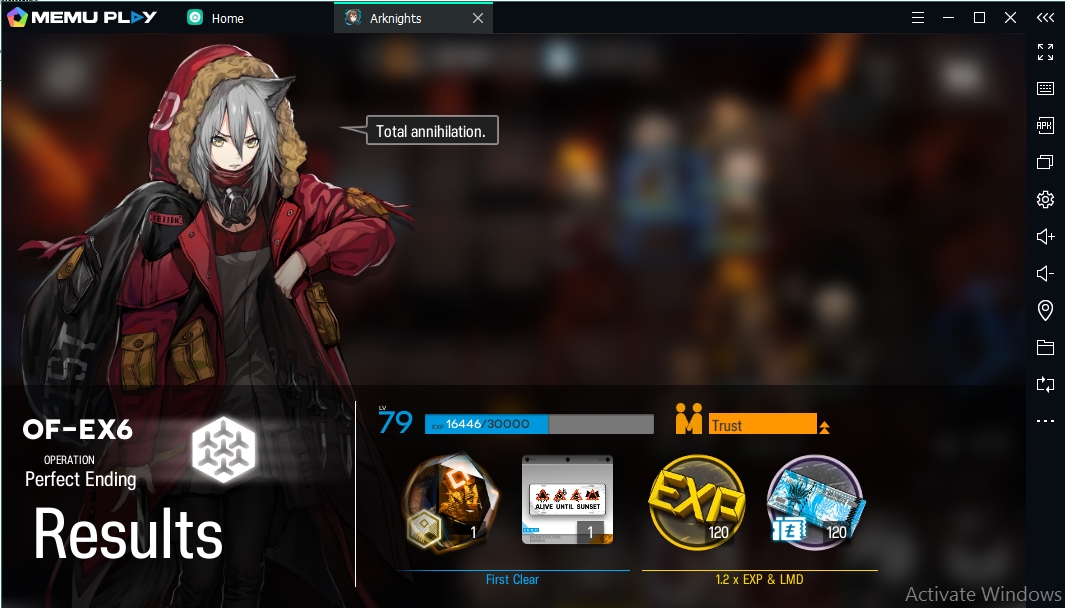 MEMU PLAY
Home
Arknights
APK
Total annihilation.
OF-EX6
OPERATION
Perfect Ending
Results
LV
79
EXP 16446/30000
Trust
1
ALIVE UNTIL SUNSET
1
EXP
120
120
First Clear
1.2 x EXP & LMD
Activate Windows